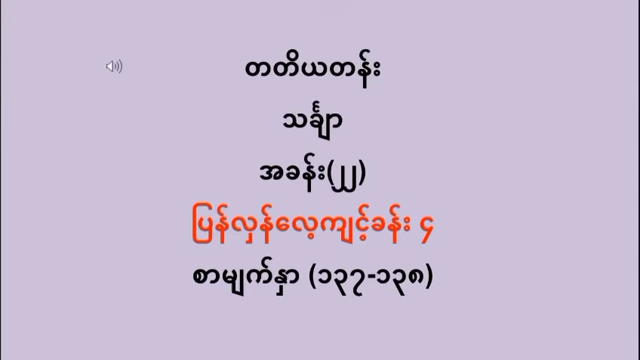 တတိယတန်း
သင်္ချာ
အခန်း(၂၂)
ပြန်လှန်လေ့ကျင့်ခန်း ၄
စာမျက်နှာ (၁၃၇-၁၃၈)